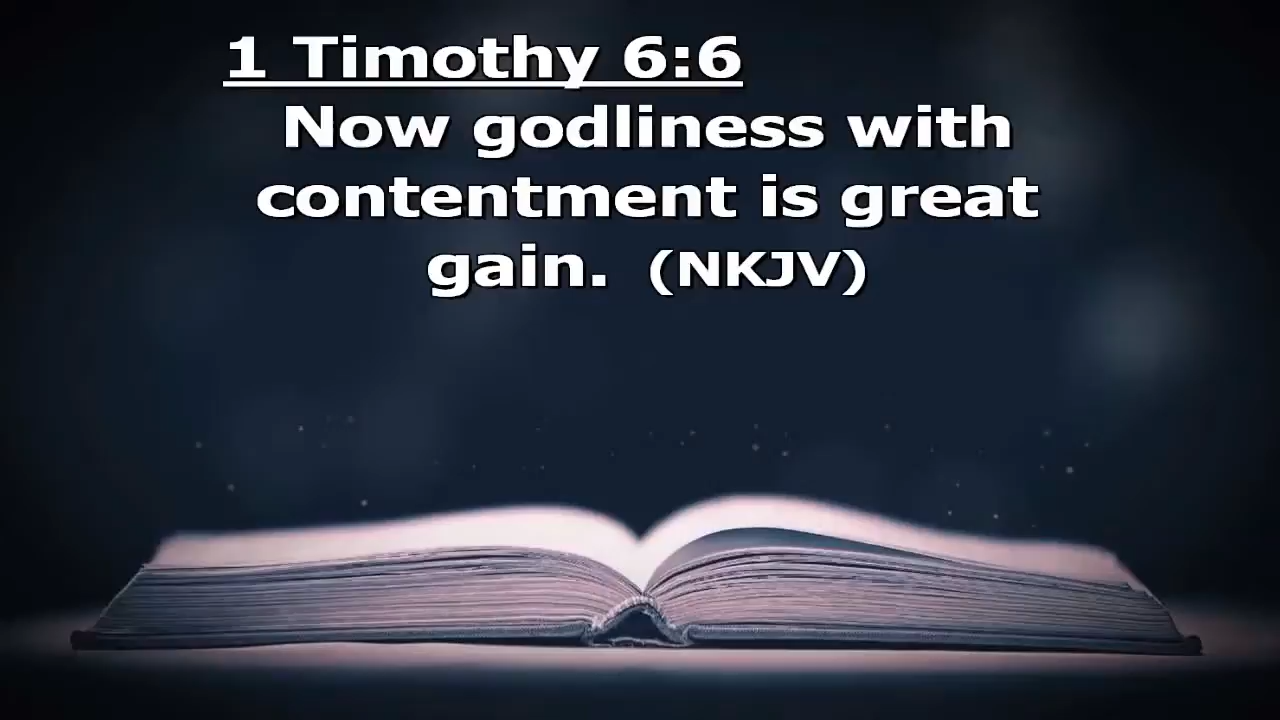 1 Timothy 6:6
Now godliness with
contentment is great
gain. (NKJV)